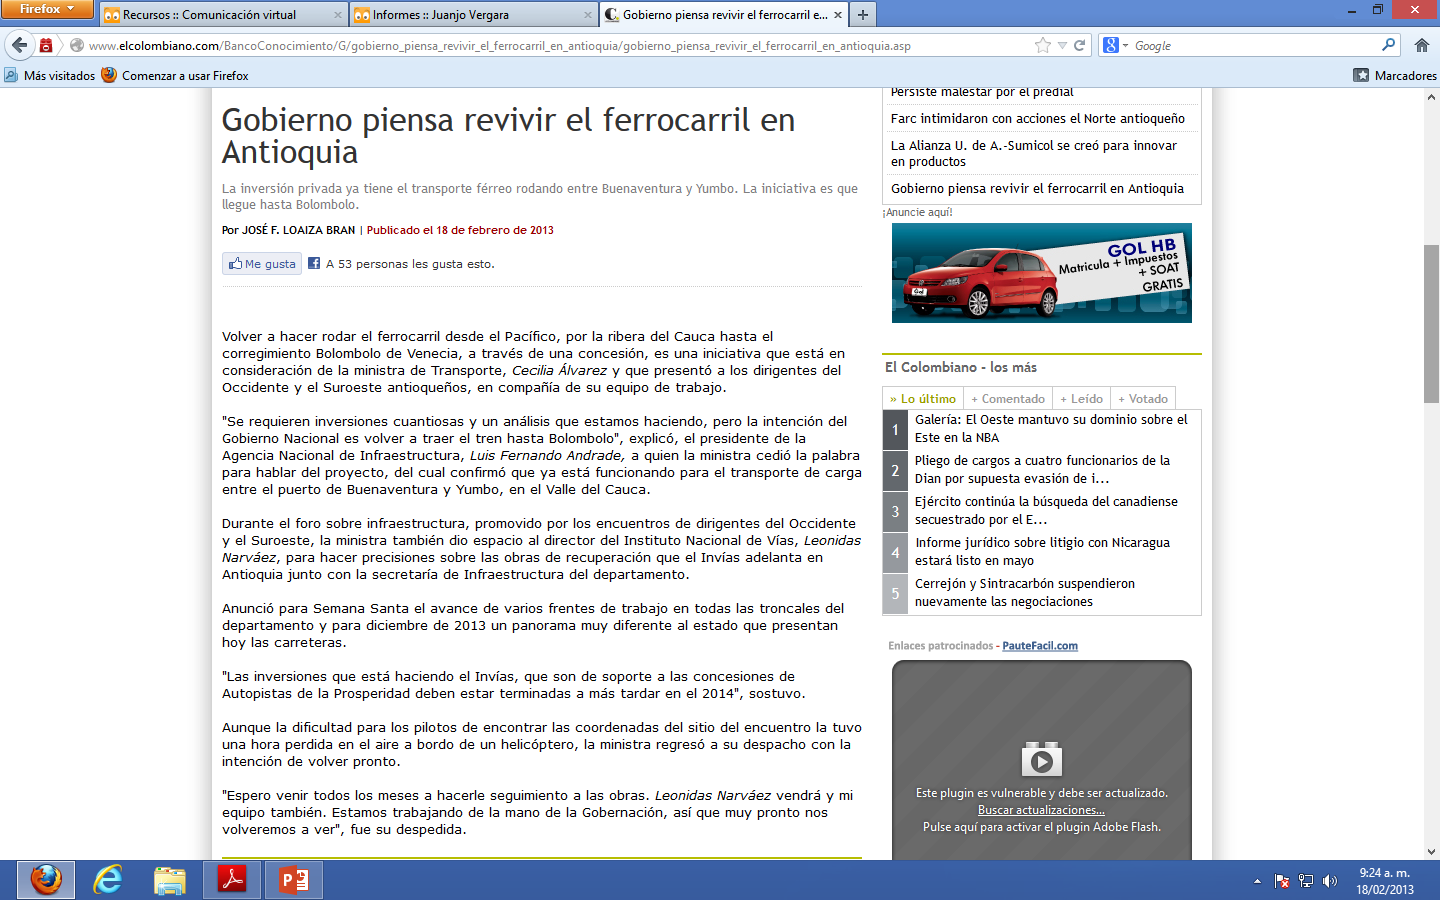 Firefox
Recursos :: Comunicación virtual
Informes :: Juanjo Vergara
Gobierno piensa revivir el ferrocarril e...
www.elcolombiano.com/BancoConocimiento/G/gobierno_piensa_revivir_el_ferrocarril_en_antioquia/gobierno_piensa_revivir_el_ferrocarril_en_antioquia.asp
Google
Más visitados
Comenzar a usar Firefox
Marcadores
Gobierno piensa revivir el ferrocarril en
Antioquia
La inversión privada ya tiene el transporte férreo rodando entre Buenaventura y Yumbo. La iniciativa es que
llegue hasta Bolombolo.
Por JOSÉ F. LOAIZA BRAN | Publicado el 18 de febrero de 2013
Me gusta
A 53 personas les gusta esto.
Volver a hacer rodar el ferrocarril desde el Pacífico, por la ribera del Cauca hasta el
corregimiento Bolombolo de Venecia, a través de una concesión, es una iniciativa que está en
consideración de la ministra de Transporte, Cecilia Álvarez y que presentó a los dirigentes del
Occidente y el Suroeste antioqueños, en compañía de su equipo de trabajo.
"Se requieren inversiones cuantiosas y un análisis que estamos haciendo, pero la intención del
Gobierno Nacional es volver a traer el tren hasta Bolombolo", explicó, el presidente de la
Agencia Nacional de Infraestructura, Luis Fernando Andrade, a quien la ministra cedió la palabra
para hablar del proyecto, del cual confirmó que ya está funcionando para el transporte de carga
entre el puerto de Buenaventura y Yumbo, en el Valle del Cauca.
Durante el foro sobre infraestructura, promovido por los encuentros de dirigentes del Occidente
y el Suroeste, la ministra también dio espacio al director del Instituto Nacional de Vías, Leonidas
Narváez, para hacer precisiones sobre las obras de recuperación que el Invías adelanta en
Antioquia junto con la secretaría de Infraestructura del departamento.
Anunció para Semana Santa el avance de varios frentes de trabajo en todas las troncales del
departamento y para diciembre de 2013 un panorama muy diferente al estado que presentan
hoy las carreteras.
"Las inversiones que está haciendo el Invías, que son de soporte a las concesiones de
Autopistas de la Prosperidad deben estar terminadas a más tardar en el 2014", sostuvo.
Aunque la dificultad para los pilotos de encontrar las coordenadas del sitio del encuentro la tuvo
una hora perdida en el aire a bordo de un helicóptero, la ministra regresó a su despacho con la
intención de volver pronto.
"Espero venir todos los meses a hacerle seguimiento a las obras. Leonidas Narváez vendrá y mi
equipo también. Estamos trabajando de la mano de la Gobernación, así que muy pronto nos
volveremos a ver", fue su despedida.
Persiste malestar por el predial
Farc intimidaron con acciones el Norte antioqueño
La Alianza U. de A.-Sumicol se creó para innovar
en productos
Gobierno piensa revivir el ferrocarril en Antioquia
¡Anuncie aquí!
GOL HB
Matricula + Impuestos
+ SOAT
GRATIS
Gol
El Colombiano - los más
» Lo último
+ Comentado
+ Leído
+ Votado
1 Galería: El Oeste mantuvo su dominio sobre el
Este en la NBA
2 Pliego de cargos a cuatro funcionarios de la
Dian por supuesta evasión de i...
3 Ejército continúa la búsqueda del canadiense
secuestrado por el E...
4 Informe jurídico sobre litigio con Nicaragua
estará listo en mayo
5 Cerrejón y Sintracarbón suspendieron
nuevamente las negociaciones
Enlaces patrocinados - PauteFacil.com
Este plugin es vulnerable y debe ser actualizado.
Buscar actualizaciones...
Pulse aquí para activar el plugin Adobe Flash.
9:24 a. m.
18/02/2013